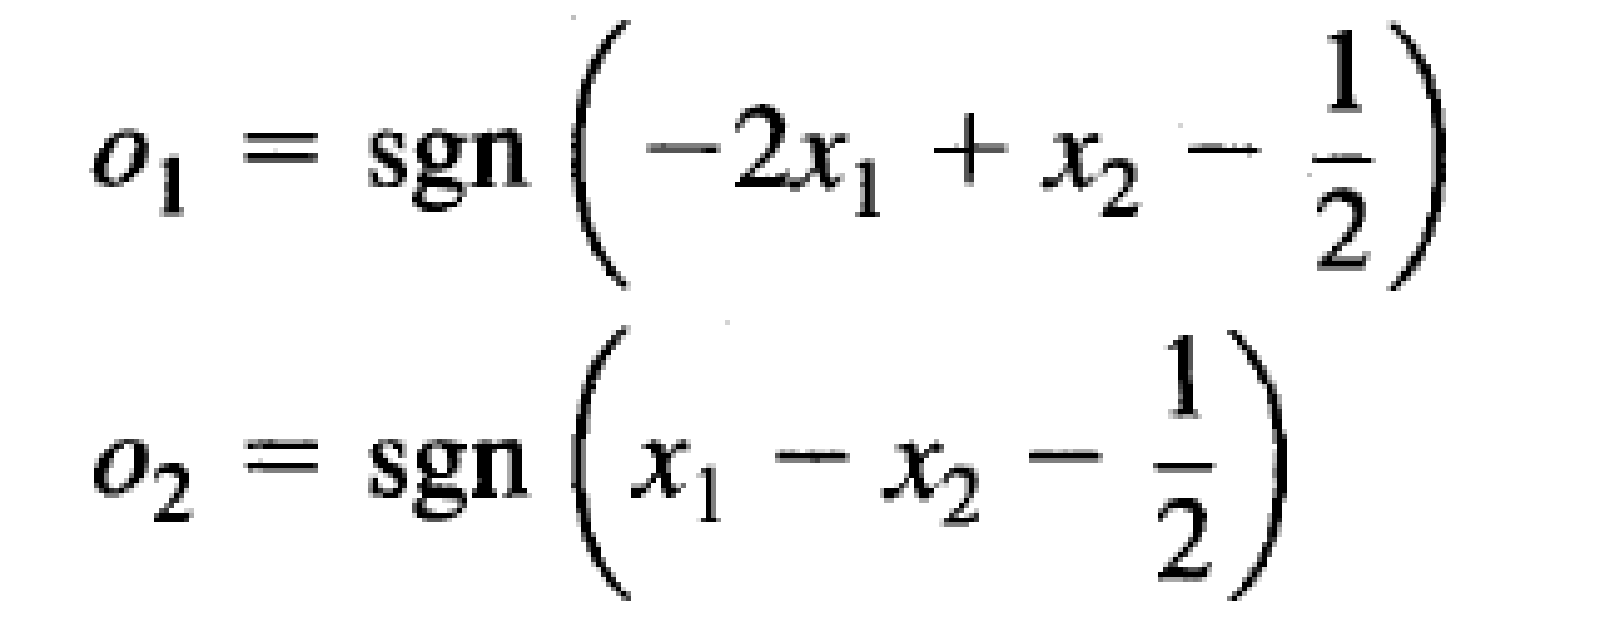 o₁ = sgn (−2x₁ + x₂ − 1/2)
o₂ = sgn (x₁ − x₂ − 1/2)